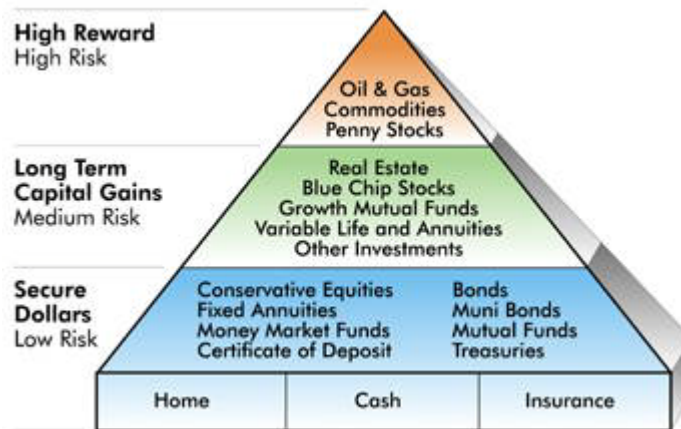 High Reward
High Risk
Oil & Gas
Commodities
Penny Stocks
Long Term
Capital Gains
Medium Risk
Real Estate
Blue Chip Stocks
Growth Mutual Funds
Variable Life and Annuities
Other Investments
Secure
Dollars
Low Risk
Conservative Equities
Fixed Annuities
Money Market Funds
Certificate of Deposit
Bonds
Muni Bonds
Mutual Funds
Treasuries
Home
Cash
Insurance